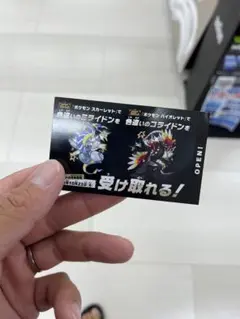 『ポケモン スカーレット』で
色違いのミライドンを
『ポケモン バイオレット』で
色違いのコライドンを
受け取れる!
OPEN!